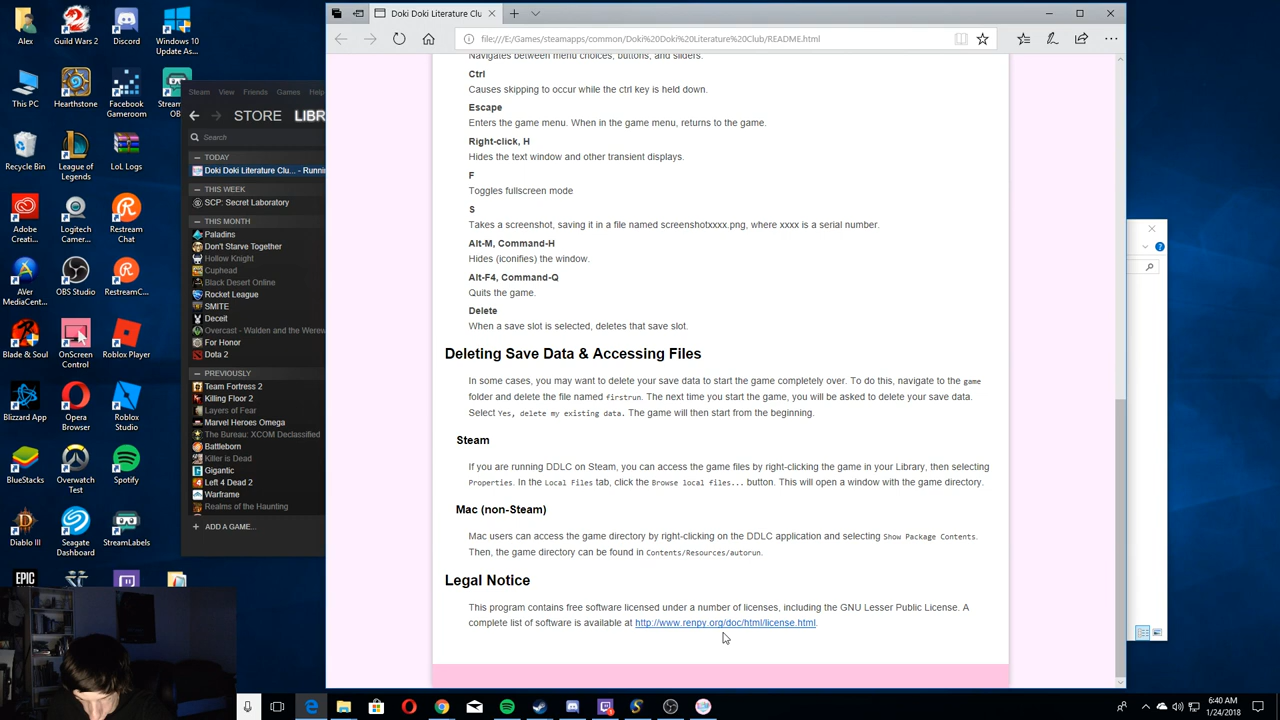 Alex
Guild Wars 2
Discord
Windows 10
Update As...
This PC
Hearthstone
Facebook
Gameroom
Recycle Bin
League of
Legends
LoL Logs
Adobe
Creati...
Logitech
Camer...
Restream
Chat
AVer
MediaCent...
OBS Studio
RestreamC...
Blade & Soul
OnScreen
Control
Roblox Player
Blizzard App
Opera
Browser
Roblox
Studio
BlueStacks
Overwatch
Test
Spotify
Diablo III
Seagate
Dashboard
StreamLabels
EPIC
Steam View Friends Games Help
STORE LIBR
Search
TODAY
Doki Doki Literature Clu... - Runnin
THIS WEEK
SCP: Secret Laboratory
THIS MONTH
Paladins
Don't Starve Together
Hollow Knight
Cuphead
Black Desert Online
Rocket League
SMITE
Deceit
Overcast - Walden and the Werew
For Honor
Dota 2
PREVIOUSLY
Team Fortress 2
Killing Floor 2
Layers of Fear
Marvel Heroes Omega
The Bureau: XCOM Declassified
Battleborn
Killer is Dead
Gigantic
Left 4 Dead 2
Warframe
Realms of the Haunting
+ ADD A GAME...
Doki Doki Literature Clu
file:///E:/Games/steamapps/common/Doki%20Doki%20Literature%20Club/README.html
Navigates between menu choices, buttons, and sliders.
Ctrl
Causes skipping to occur while the ctrl key is held down.
Escape
Enters the game menu. When in the game menu, returns to the game.
Right-click, H
Hides the text window and other transient displays.
F
Toggles fullscreen mode
S
Takes a screenshot, saving it in a file named screenshotxxxx.png, where xxxx is a serial number.
Alt-M, Command-H
Hides (iconifies) the window.
Alt-F4, Command-Q
Quits the game.
Delete
When a save slot is selected, deletes that save slot.
Deleting Save Data & Accessing Files
In some cases, you may want to delete your save data to start the game completely over. To do this, navigate to the game
folder and delete the file named firstrun. The next time you start the game, you will be asked to delete your save data.
Select Yes, delete my existing data. The game will then start from the beginning.
Steam
If you are running DDLC on Steam, you can access the game files by right-clicking the game in your Library, then selecting
Properties. In the Local Files tab, click the Browse local files... button. This will open a window with the game directory.
Mac (non-Steam)
Mac users can access the game directory by right-clicking on the DDLC application and selecting Show Package Contents.
Then, the game directory can be found in Contents/Resources/autorun.
Legal Notice
This program contains free software licensed under a number of licenses, including the GNU Lesser Public License. A
complete list of software is available at http://www.renpy.org/doc/html/license.html.
6:40 AM
1/24/2018